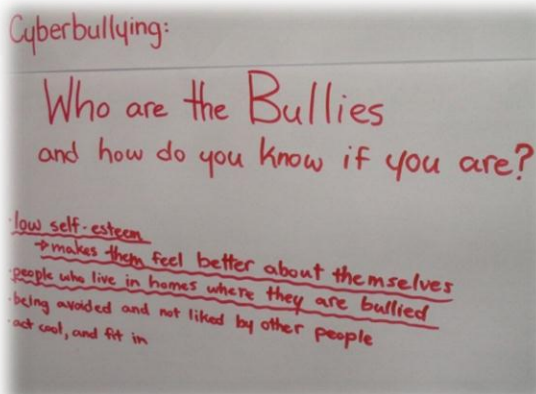 Cyberbullying:
Who are the Bullies
and how do you know if you are?
·low self-esteem
→makes them feel better about themselves
·people who live in homes where they are bullied
·being avoided and not liked by other people
·act cool, and fit in